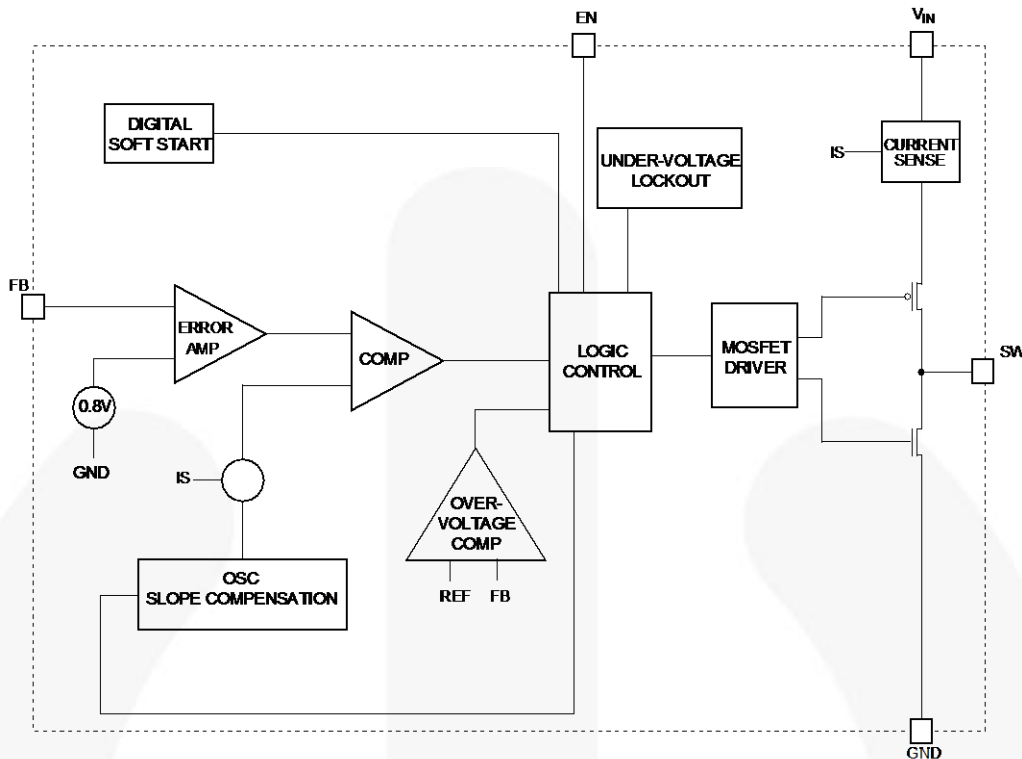 EN
VIN
DIGITAL
SOFT START
UNDER-VOLTAGE
LOCKOUT
IS
CURRENT
SENSE
FB
ERROR
AMP
COMP
LOGIC
CONTROL
MOSFET
DRIVER
SW
0.8V
GND
IS
OVER-
VOLTAGE
COMP
REF
FB
OSC
SLOPE COMPENSATION
GND